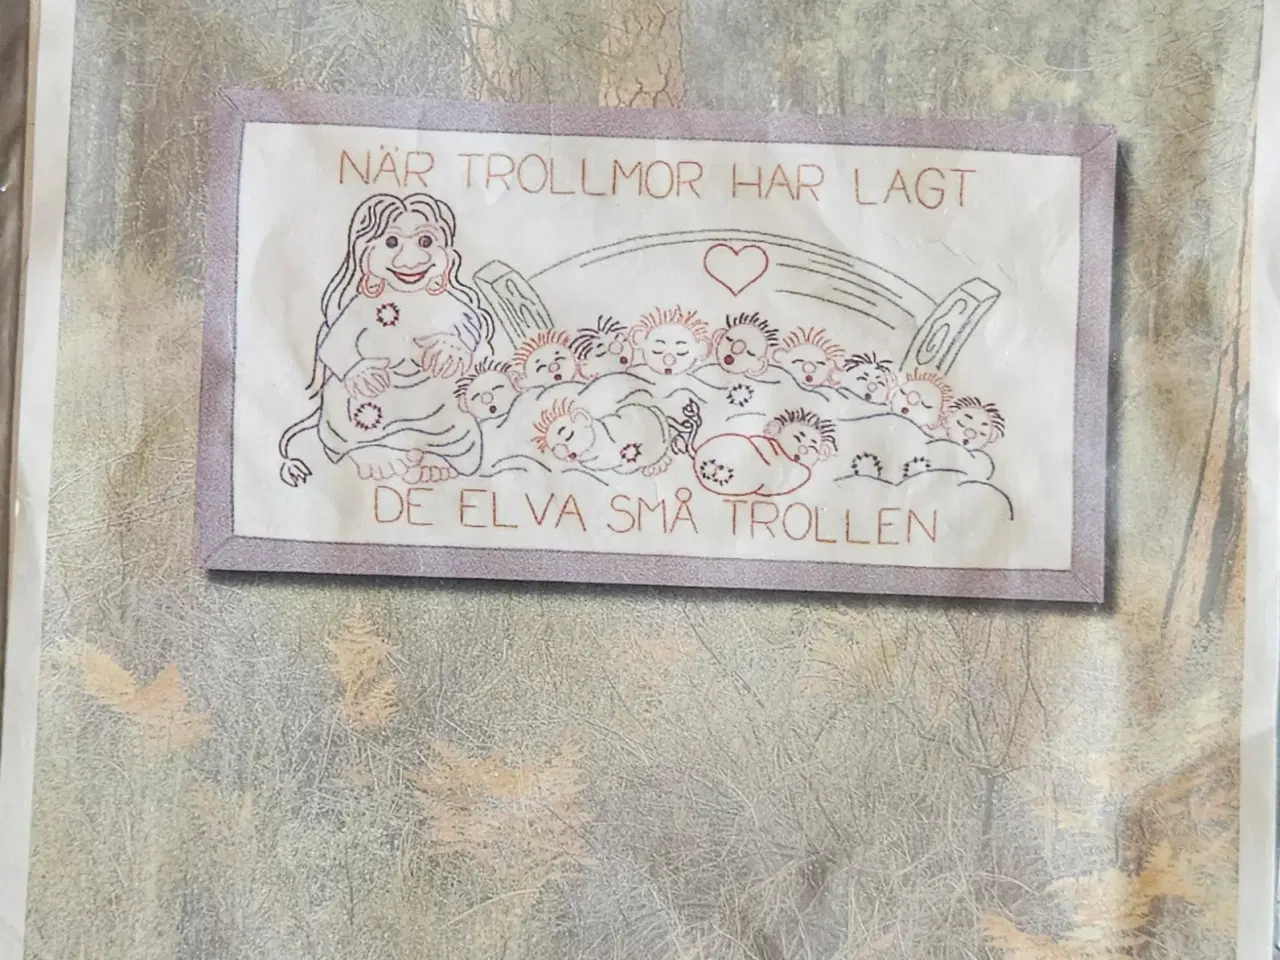 NÄR TROLLMOR HAR LAGT
DE ELVA SMÅ TROLLEN